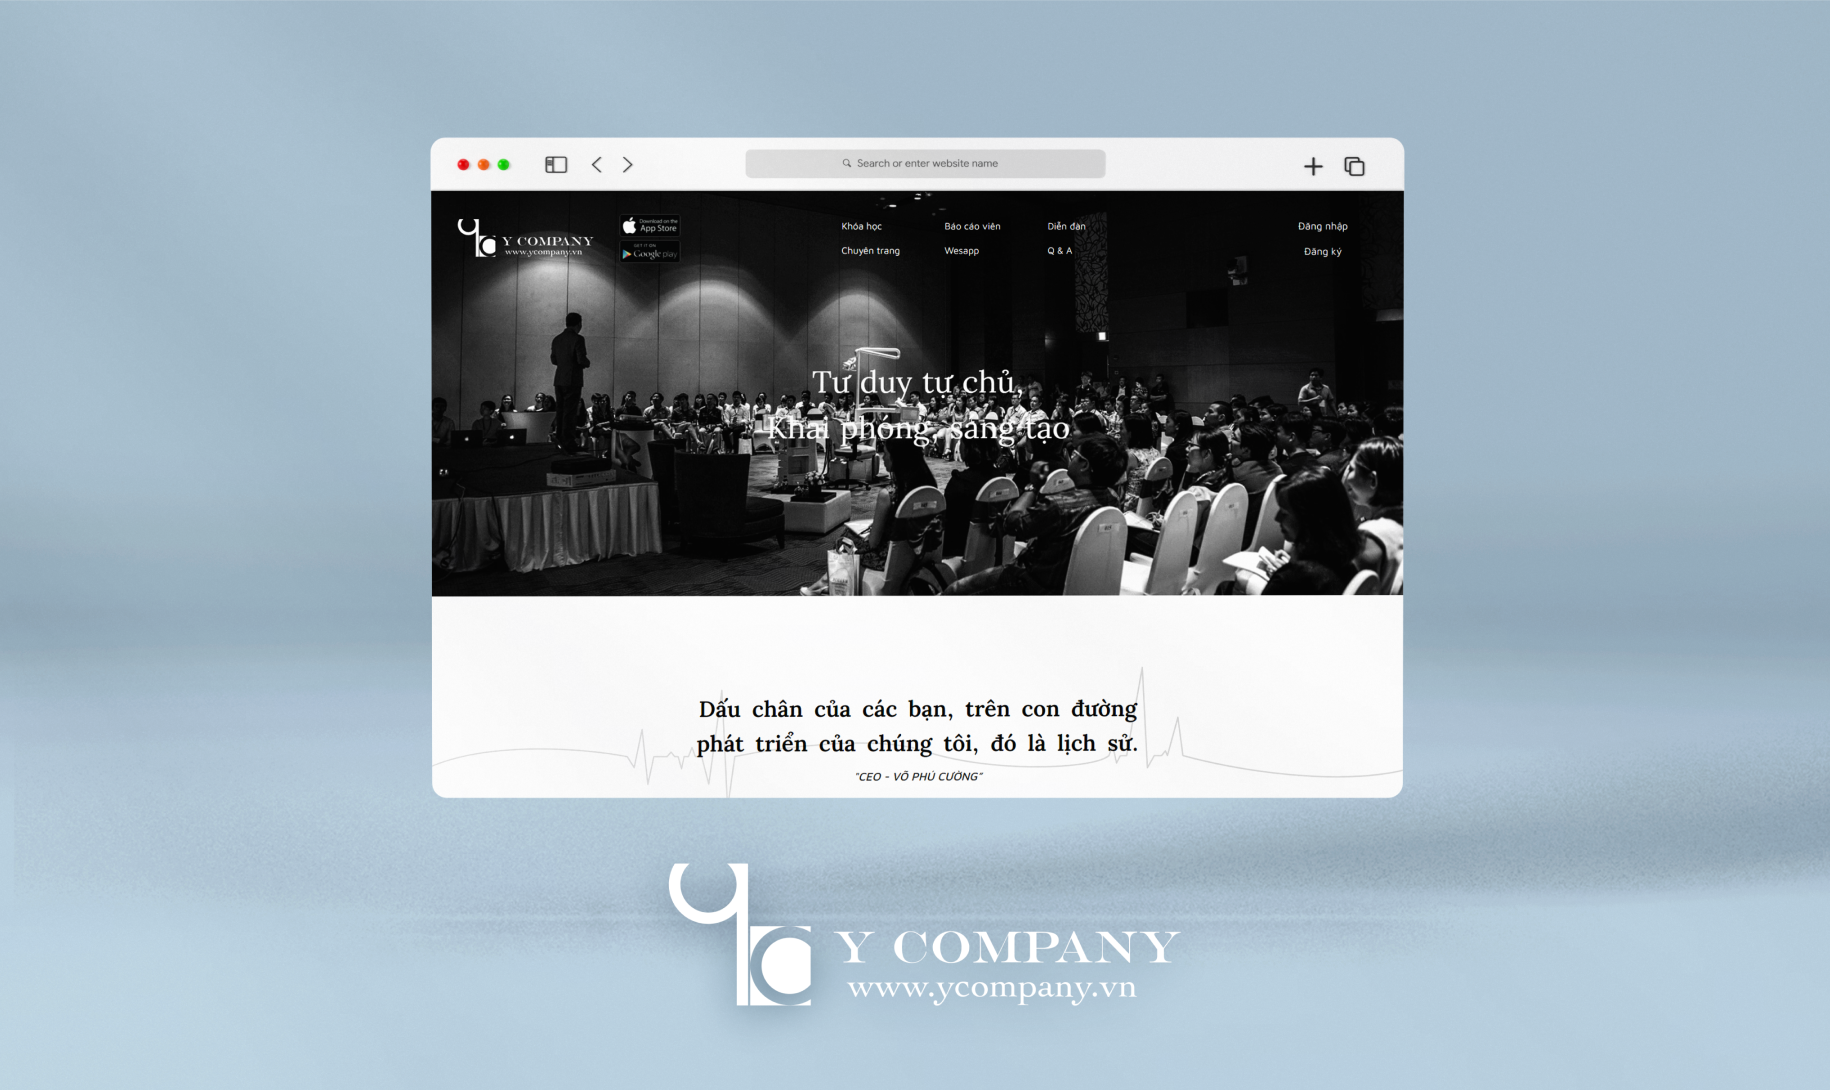 Search or enter website name
Y COMPANY
www.ycompany.vn
Download on the
App Store
GET IT ON
Google play
Khóa học
Báo cáo viên
Diễn đàn
Chuyên trang
Wesapp
Q & A
Đăng nhập
Đăng ký
Tư duy tự chủ,
Khai phóng, sáng tạo
Dấu chân của các bạn, trên con đường
phát triển của chúng tôi, đó là lịch sử.
"CEO - VÕ PHÚ CƯỜNG"
Y COMPANY
www.ycompany.vn